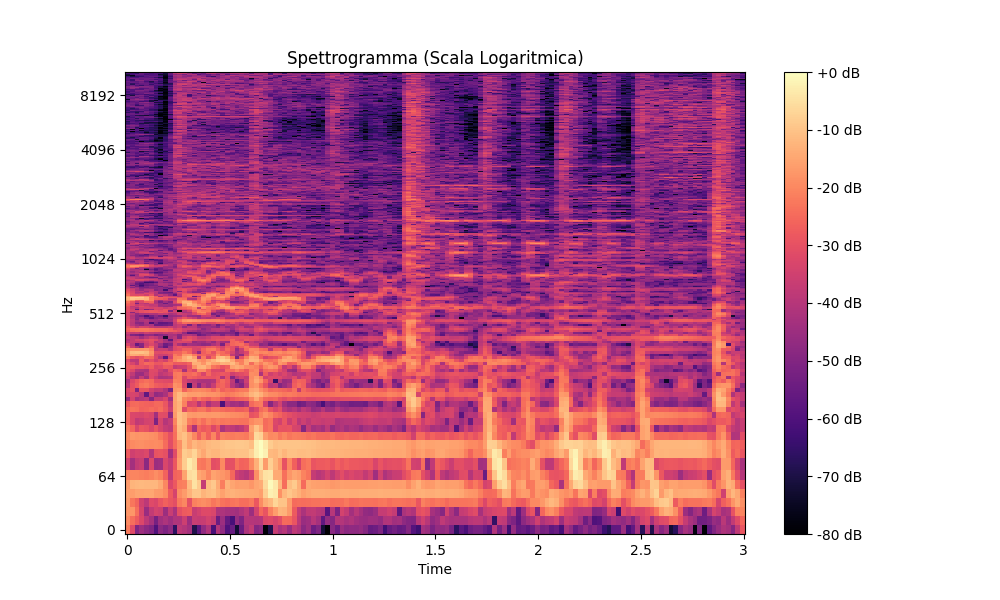 Spettrogramma (Scala Logaritmica)
Hz
8192
4096
2048
1024
512
256
128
64
0
0 0.5 1 1.5 2 2.5 3
Time
+0 dB
-10 dB
-20 dB
-30 dB
-40 dB
-50 dB
-60 dB
-70 dB
-80 dB